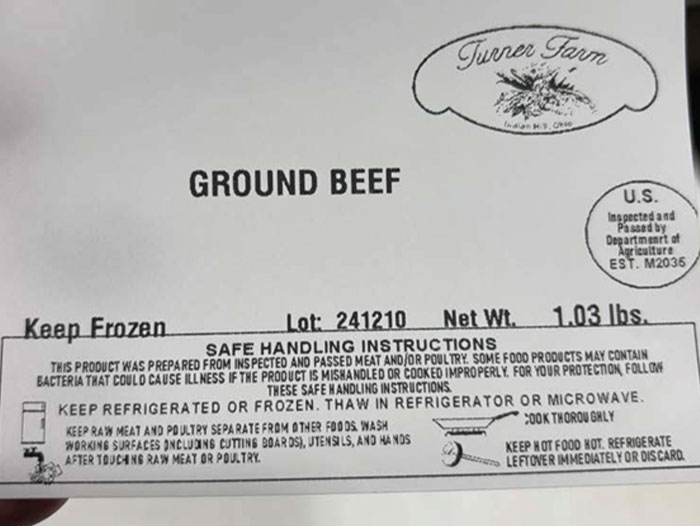 Turner Farm
Indian Hill, Ohio
GROUND BEEF
U.S.
Inspected and
Passed by
Department of
Agriculture
EST. M2036
Keep Frozen Lot: 241210 Net Wt. 1.03 lbs.
SAFE HANDLING INSTRUCTIONS
THIS PRODUCT WAS PREPARED FROM INSPECTED AND PASSED MEAT AND/OR POULTRY. SOME FOOD PRODUCTS MAY CONTAIN
BACTERIA THAT COULD CAUSE ILLNESS IF THE PRODUCT IS MISHANDLED OR COOKED IMPROPERLY. FOR YOUR PROTECTION, FOLLOW
THESE SAFE HANDLING INSTRUCTIONS.
KEEP REFRIGERATED OR FROZEN. THAW IN REFRIGERATOR OR MICROWAVE.
KEEP RAW MEAT AND POULTRY SEPARATE FROM OTHER FOODS. WASH
WORKING SURFACES (INCLUDING CUTTING BOARDS), UTENSILS, AND HANDS
AFTER TOUCHING RAW MEAT OR POULTRY.
COOK THOROUGHLY
KEEP HOT FOOD HOT. REFRIGERATE
LEFTOVER IMMEDIATELY OR DISCARD.